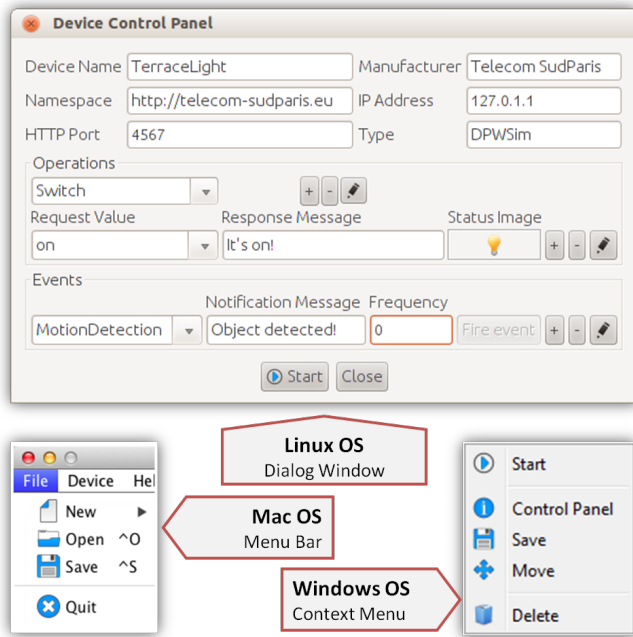 Device Control Panel
Device Name TerraceLight Manufacturer Telecom SudParis
Namespace http://telecom-sudparis.eu IP Address 127.0.1.1
HTTP Port 4567 Type DPWSim
Operations
Switch + -
Request Value Response Message Status Image
on It's on! + -
Events
Notification Message Frequency
MotionDetection Object detected! 0 Fire event + -
Start Close
Linux OS
Dialog Window
File Device Hel
New
Open ^O
Save ^S
Quit
Mac OS
Menu Bar
Windows OS
Context Menu
Start
Control Panel
Save
Move
Delete